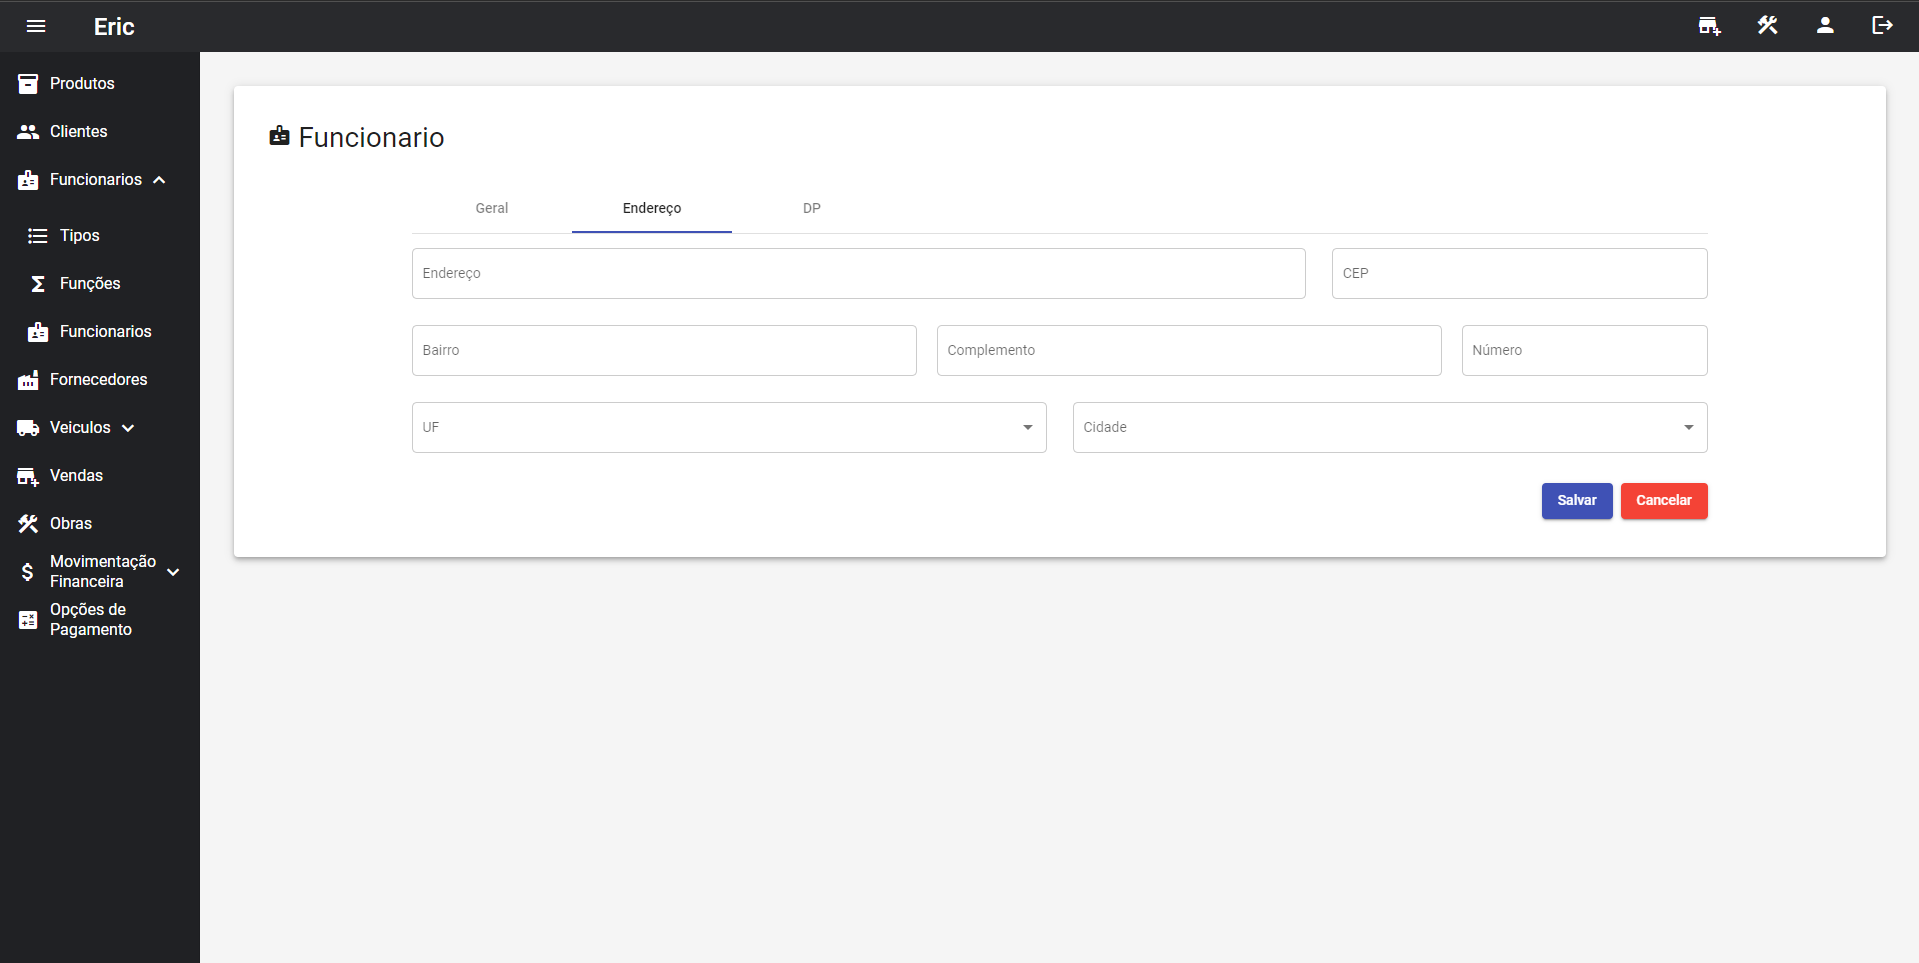 Eric
Produtos
Clientes
Funcionarios
Tipos
Funções
Funcionarios
Fornecedores
Veiculos
Vendas
Obras
Movimentação
Financeira
Opções de
Pagamento
Funcionario
Geral Endereço DP
Endereço CEP
Bairro Complemento Número
UF Cidade
Salvar Cancelar